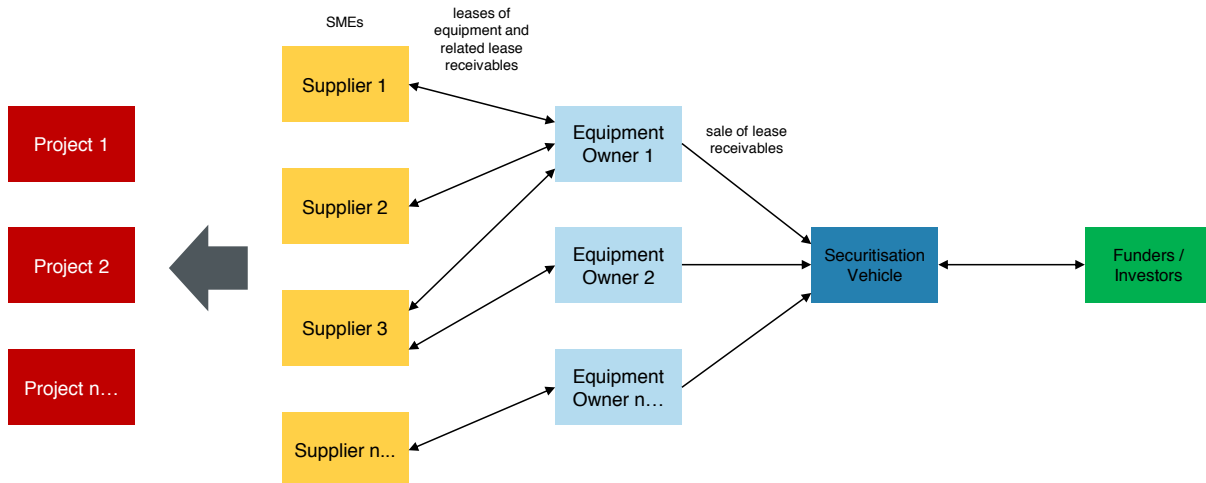 SMEs
leases of
equipment and
related lease
receivables
Project 1
Project 2
Project n…
Supplier 1
Supplier 2
Supplier 3
Supplier n...
Equipment
Owner 1
Equipment
Owner 2
Equipment
Owner n…
sale of lease
receivables
Securitisation
Vehicle
Funders /
Investors